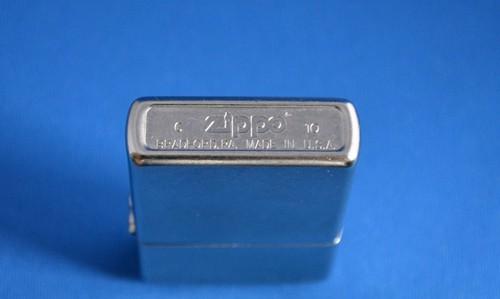 C Zippo 10
BRADFORD,PA. MADE IN U.S.A.